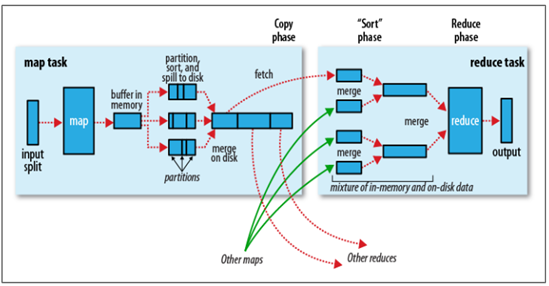 Copy
phase
"Sort"
phase
Reduce
phase
map task
reduce task
partition,
sort, and
spill to disk
buffer in
memory
fetch
merge
merge
map
reduce
merge
input
split
merge
on disk
output
partitions
mixture of in-memory and on-disk data
Other maps
Other reduces